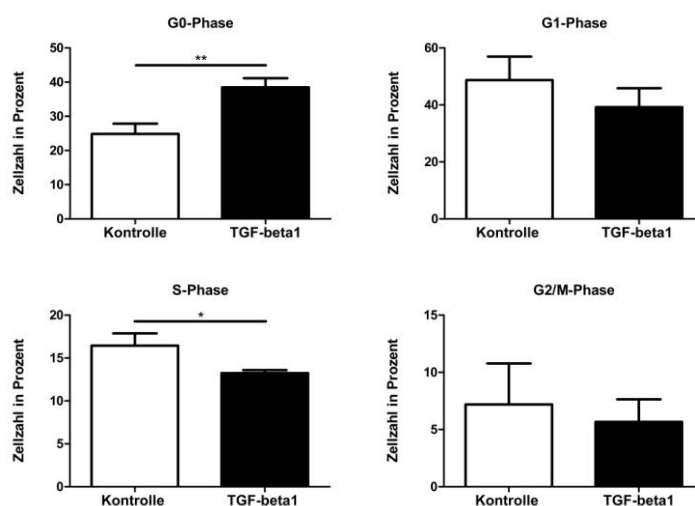 G0-Phase
50
40
30
20
10
0
Zellzahl in Prozent
**
Kontrolle
TGF-beta1
G1-Phase
60
40
20
0
Zellzahl in Prozent
Kontrolle
TGF-beta1
S-Phase
20
15
10
5
0
Zellzahl in Prozent
*
Kontrolle
TGF-beta1
G2/M-Phase
15
10
5
0
Zellzahl in Prozent
Kontrolle
TGF-beta1